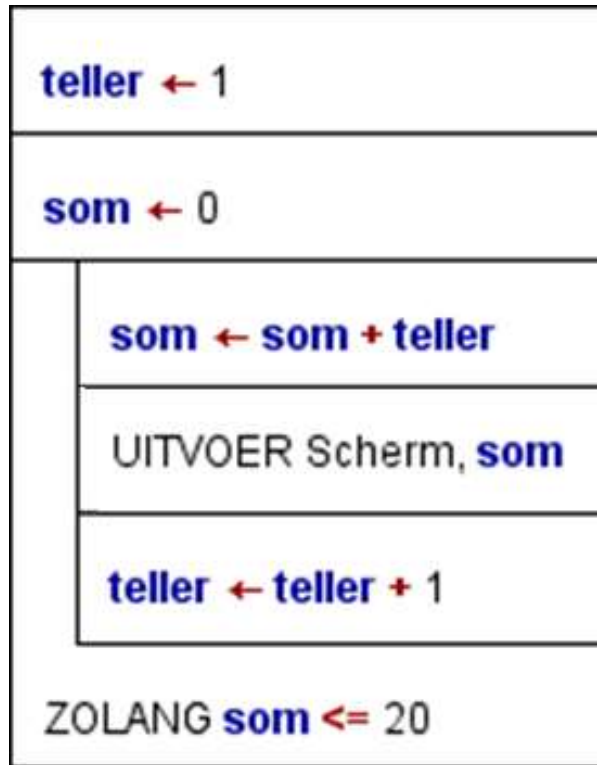 teller ← 1
som ← 0
som ← som + teller
UITVOER Scherm, som
teller ← teller + 1
ZOLANG som <= 20